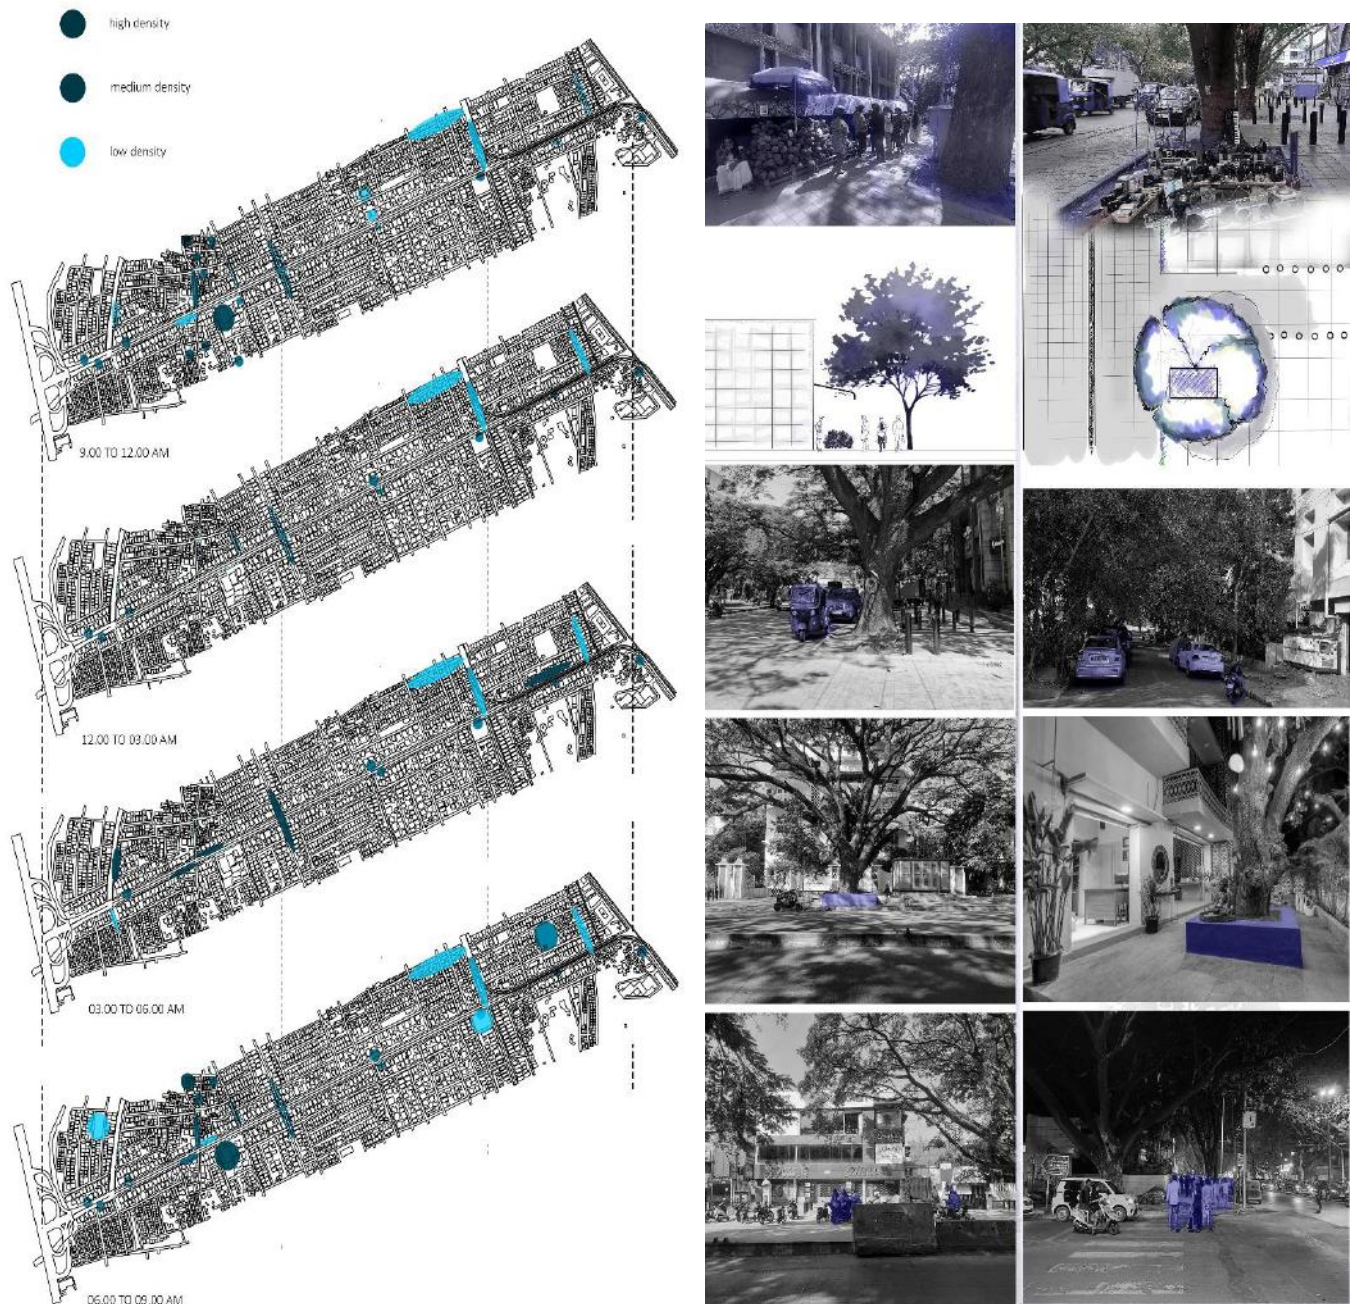 high density
medium density
low density
9.00 TO 12.00 AM
12.00 TO 03.00 AM
03.00 TO 06.00 AM
06.00 TO 09.00 AM